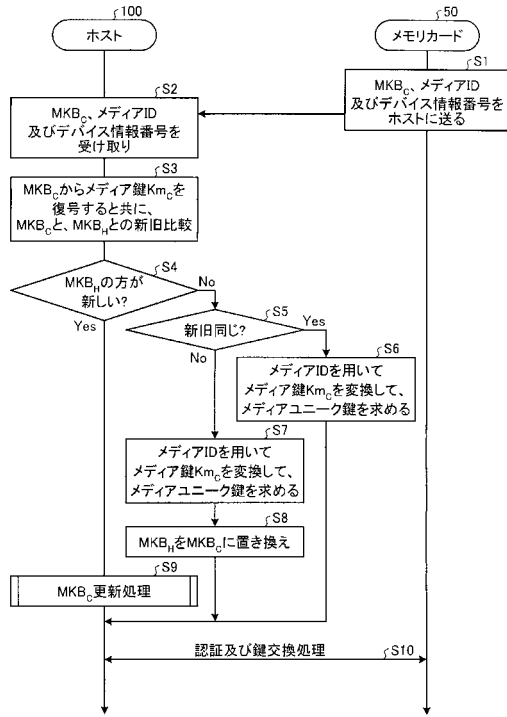 100
50
ホスト
メモリカード
S1
MKBC、メディアID
及びデバイス情報番号を
ホストに送る
S2
MKBC、メディアID
及びデバイス情報番号を
受け取り
S3
MKBCからメディア鍵KmCを
復号すると共に、
MKBCと、MKBHとの新旧比較
S4
MKBHの方が
新しい?
No
Yes
S5
新旧同じ?
Yes
No
S6
メディアIDを用いて
メディア鍵KmCを変換して、
メディアユニーク鍵を求める
S7
メディアIDを用いて
メディア鍵KmCを変換して、
メディアユニーク鍵を求める
S8
MKBHをMKBCに置き換え
S9
MKBC更新処理
認証及び鍵交換処理
S10